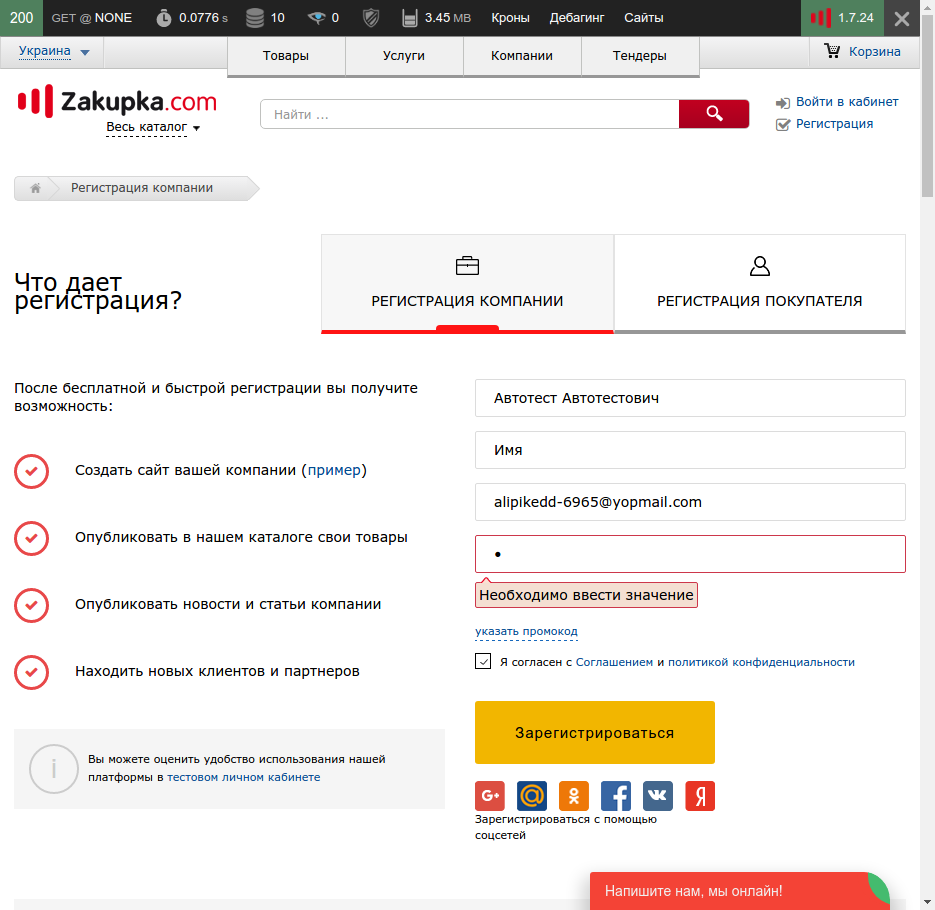 200 GET @ NONE 0.0776 s 10 0 3.45 MB Кроны Дебагинг Сайты 1.7.24
Украина Товары Услуги Компании Тендеры Корзина
Zakupka.com
Весь каталог
Найти ...
Войти в кабинет
Регистрация
Регистрация компании
Что дает
регистрация?
РЕГИСТРАЦИЯ КОМПАНИИ
РЕГИСТРАЦИЯ ПОКУПАТЕЛЯ
После бесплатной и быстрой регистрации вы получите
возможность:
Создать сайт вашей компании (пример)
Опубликовать в нашем каталоге свои товары
Опубликовать новости и статьи компании
Находить новых клиентов и партнеров
Вы можете оценить удобство использования нашей
платформы в тестовом личном кабинете
Автотест Автотестович
Имя
alipikedd-6965@yopmail.com
•
Необходимо ввести значение
указать промокод
Я согласен с Соглашением и политикой конфиденциальности
Зарегистрироваться
Зарегистрироваться с помощью
соцсетей
Напишите нам, мы онлайн!